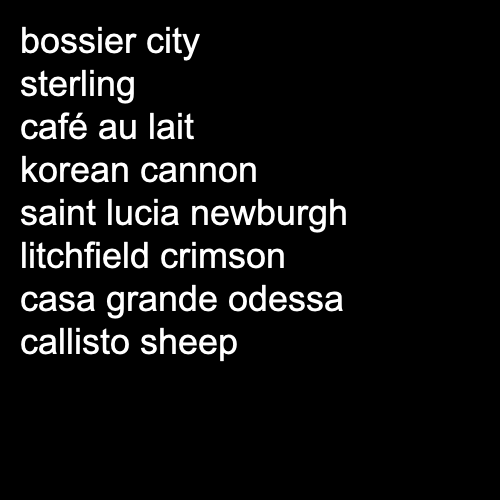 bossier city
sterling
café au lait
korean cannon
saint lucia newburgh
litchfield crimson
casa grande odessa
callisto sheep